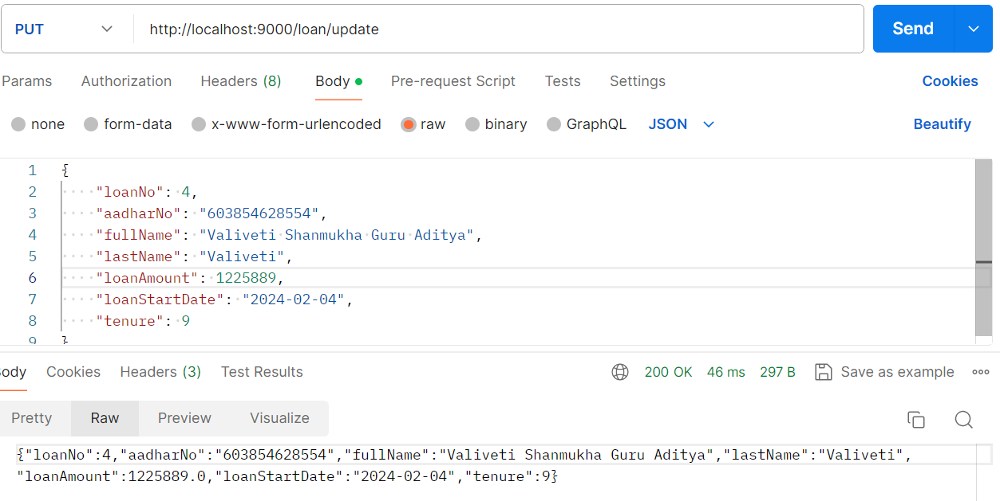 PUT http://localhost:9000/loan/update Send
Params Authorization Headers (8) Body Pre-request Script Tests Settings Cookies
none form-data x-www-form-urlencoded raw binary GraphQL JSON Beautify
1 {
2 "loanNo": 4,
3 "aadharNo": "603854628554",
4 "fullName": "Valiveti Shanmukha Guru Aditya",
5 "lastName": "Valiveti",
6 "loanAmount": 1225889,
7 "loanStartDate": "2024-02-04",
8 "tenure": 9
9 }
ody Cookies Headers (3) Test Results 200 OK 46 ms 297 B Save as example
Pretty Raw Preview Visualize
{"loanNo":4,"aadharNo":"603854628554","fullName":"Valiveti Shanmukha Guru Aditya","lastName":"Valiveti",
"loanAmount":1225889.0,"loanStartDate":"2024-02-04","tenure":9}